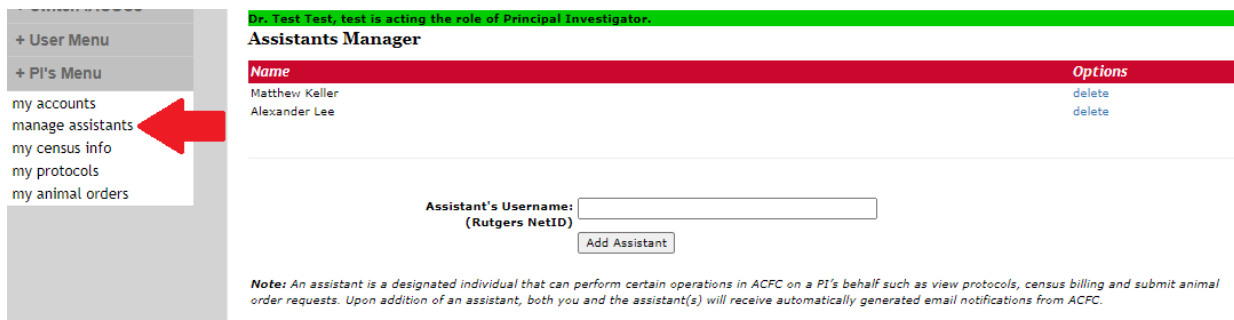 Dr. Test Test, test is acting the role of Principal Investigator.
+ User Menu
Assistants Manager
+ PI's Menu
Name Options
my accounts
manage assistants
my census info
my protocols
my animal orders
Matthew Keller delete
Alexander Lee delete
Assistant's Username:
(Rutgers NetID)
Add Assistant
Note: An assistant is a designated individual that can perform certain operations in ACFC on a PI's behalf such as view protocols, census billing and submit animal
order requests. Upon addition of an assistant, both you and the assistant(s) will receive automatically generated email notifications from ACFC.